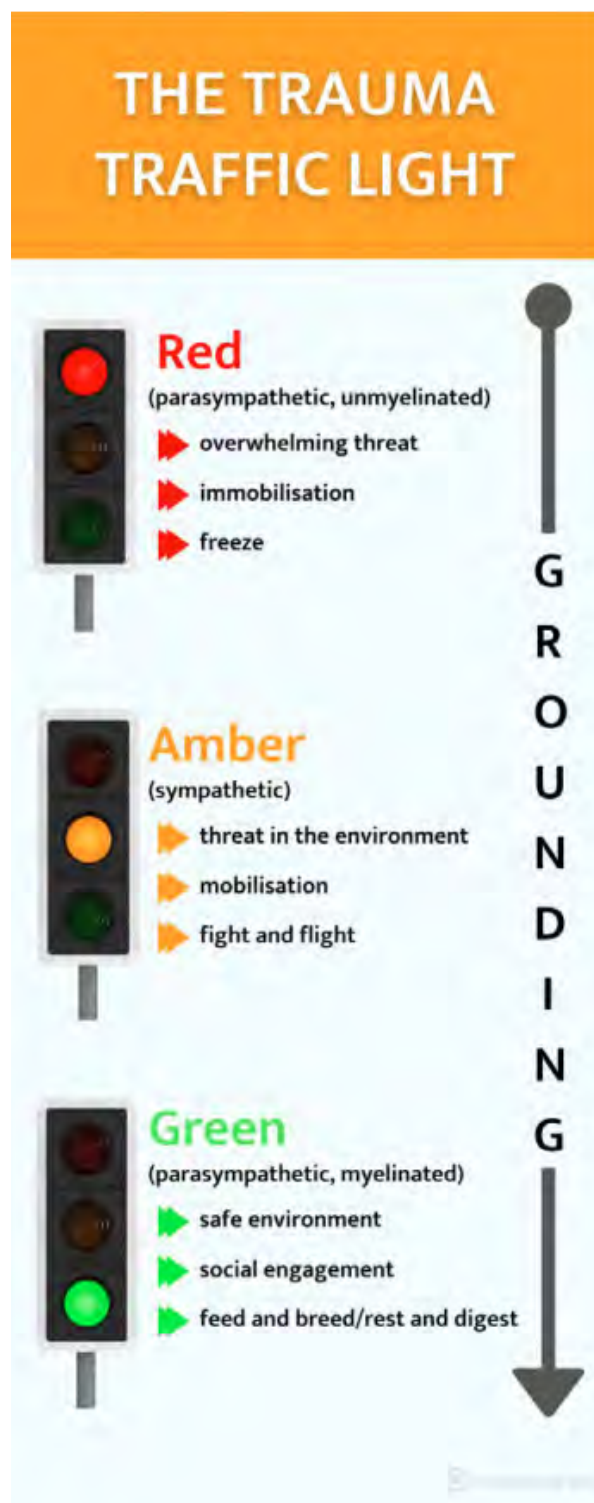 THE TRAUMA
TRAFFIC LIGHT
Red
(parasympathetic, unmyelinated)
overwhelming threat
immobilisation
freeze
Amber
(sympathetic)
threat in the environment
mobilisation
fight and flight
Green
(parasympathetic, myelinated)
safe environment
social engagement
feed and breed/rest and digest
GROUNDING